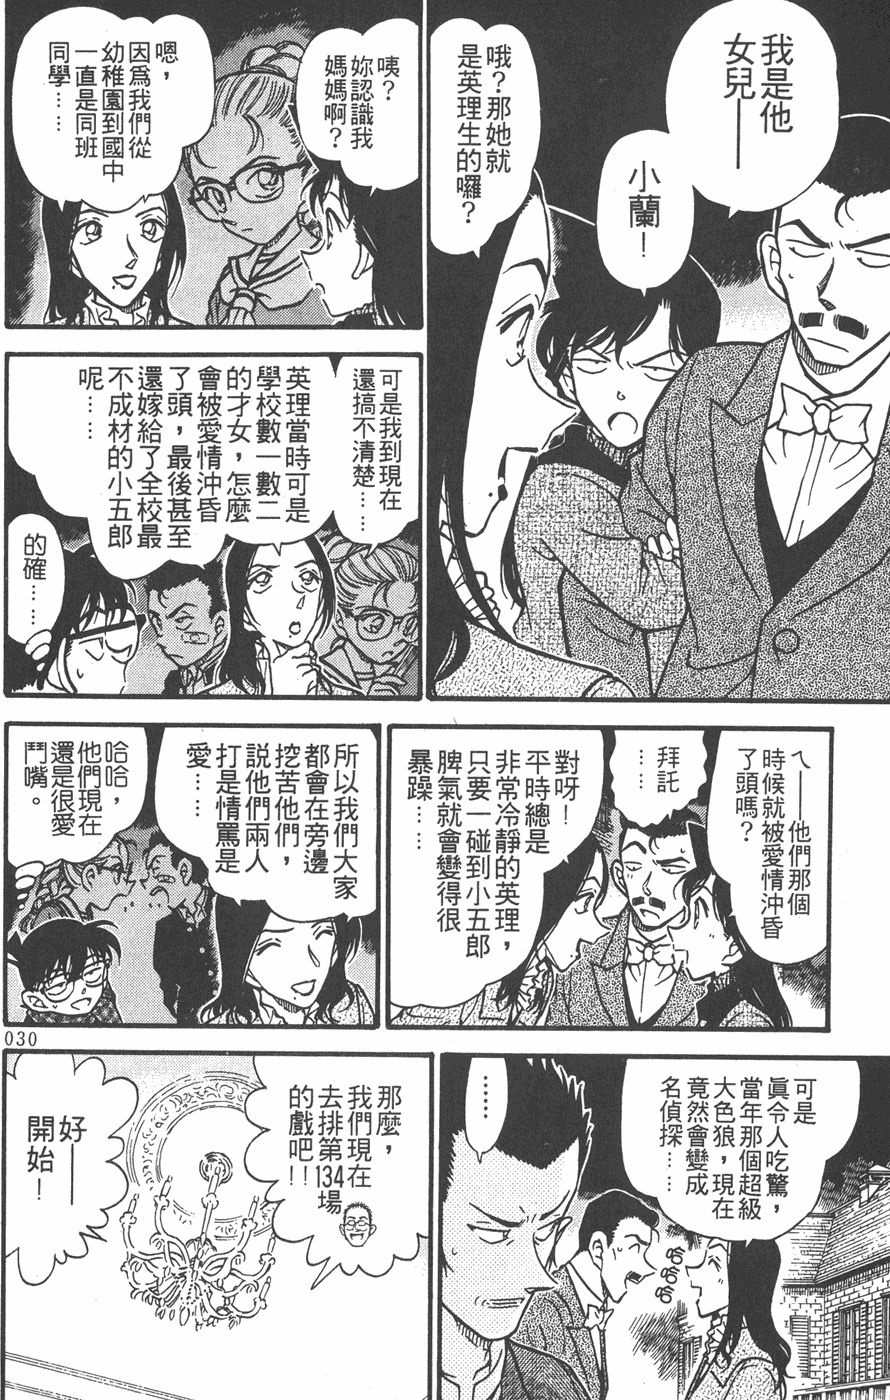 我是他
女兒——
小蘭！
哦？那她就
是英理生的囉？
咦？
妳認識我
媽媽啊？
嗯，
因爲我們從
幼稚園到國中
一直是同班
同學……
可是我到現在
還搞不清楚……
英理當時可是
學校數一數二
的才女，怎麼
會被愛情沖昏
了頭，最後甚至
還嫁給了全校最
不成材的小五郎
呢……
的確……
ㄟ——他們那個
時候就被愛情沖昏
了頭嗎？
拜託……
對呀！
平時總是
非常冷靜的英理，
只要一碰到小五郎
脾氣就會變得很
暴躁……
所以我們大家
都會在旁邊
挖苦他們，
説他們兩人
打是情罵是
愛……
哈哈，
他們現在
還是很愛
鬥嘴。
030
可是
眞令人吃驚，
當年那個超級
大色狼，現在
竟然會變成
名偵探……
哈哈哈
……
那麼，
我們現在
去排第134場
的戲吧！！
好——
開始！